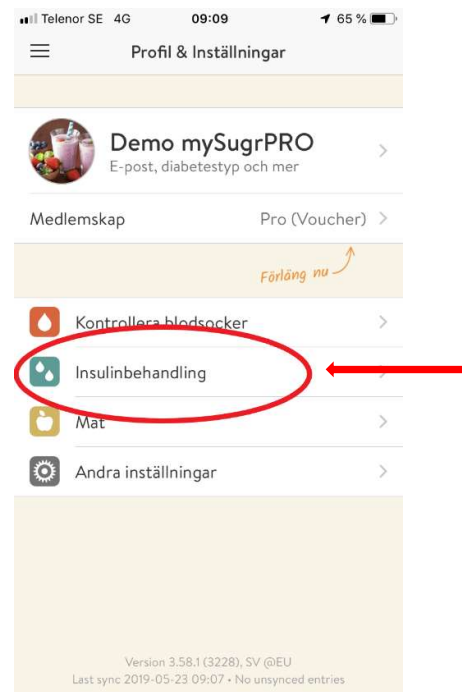 Telenor SE 4G 09:09 65 %
Profil & Inställningar
Demo mySugrPRO
E-post, diabetestyp och mer
Medlemskap Pro (Voucher)
Förläng nu
Kontrollera blodsocker
Insulinbehandling
Mat
Andra inställningar
Version 3.58.1 (3228), SV @EU
Last sync 2019-05-23 09:07 • No unsynced entries